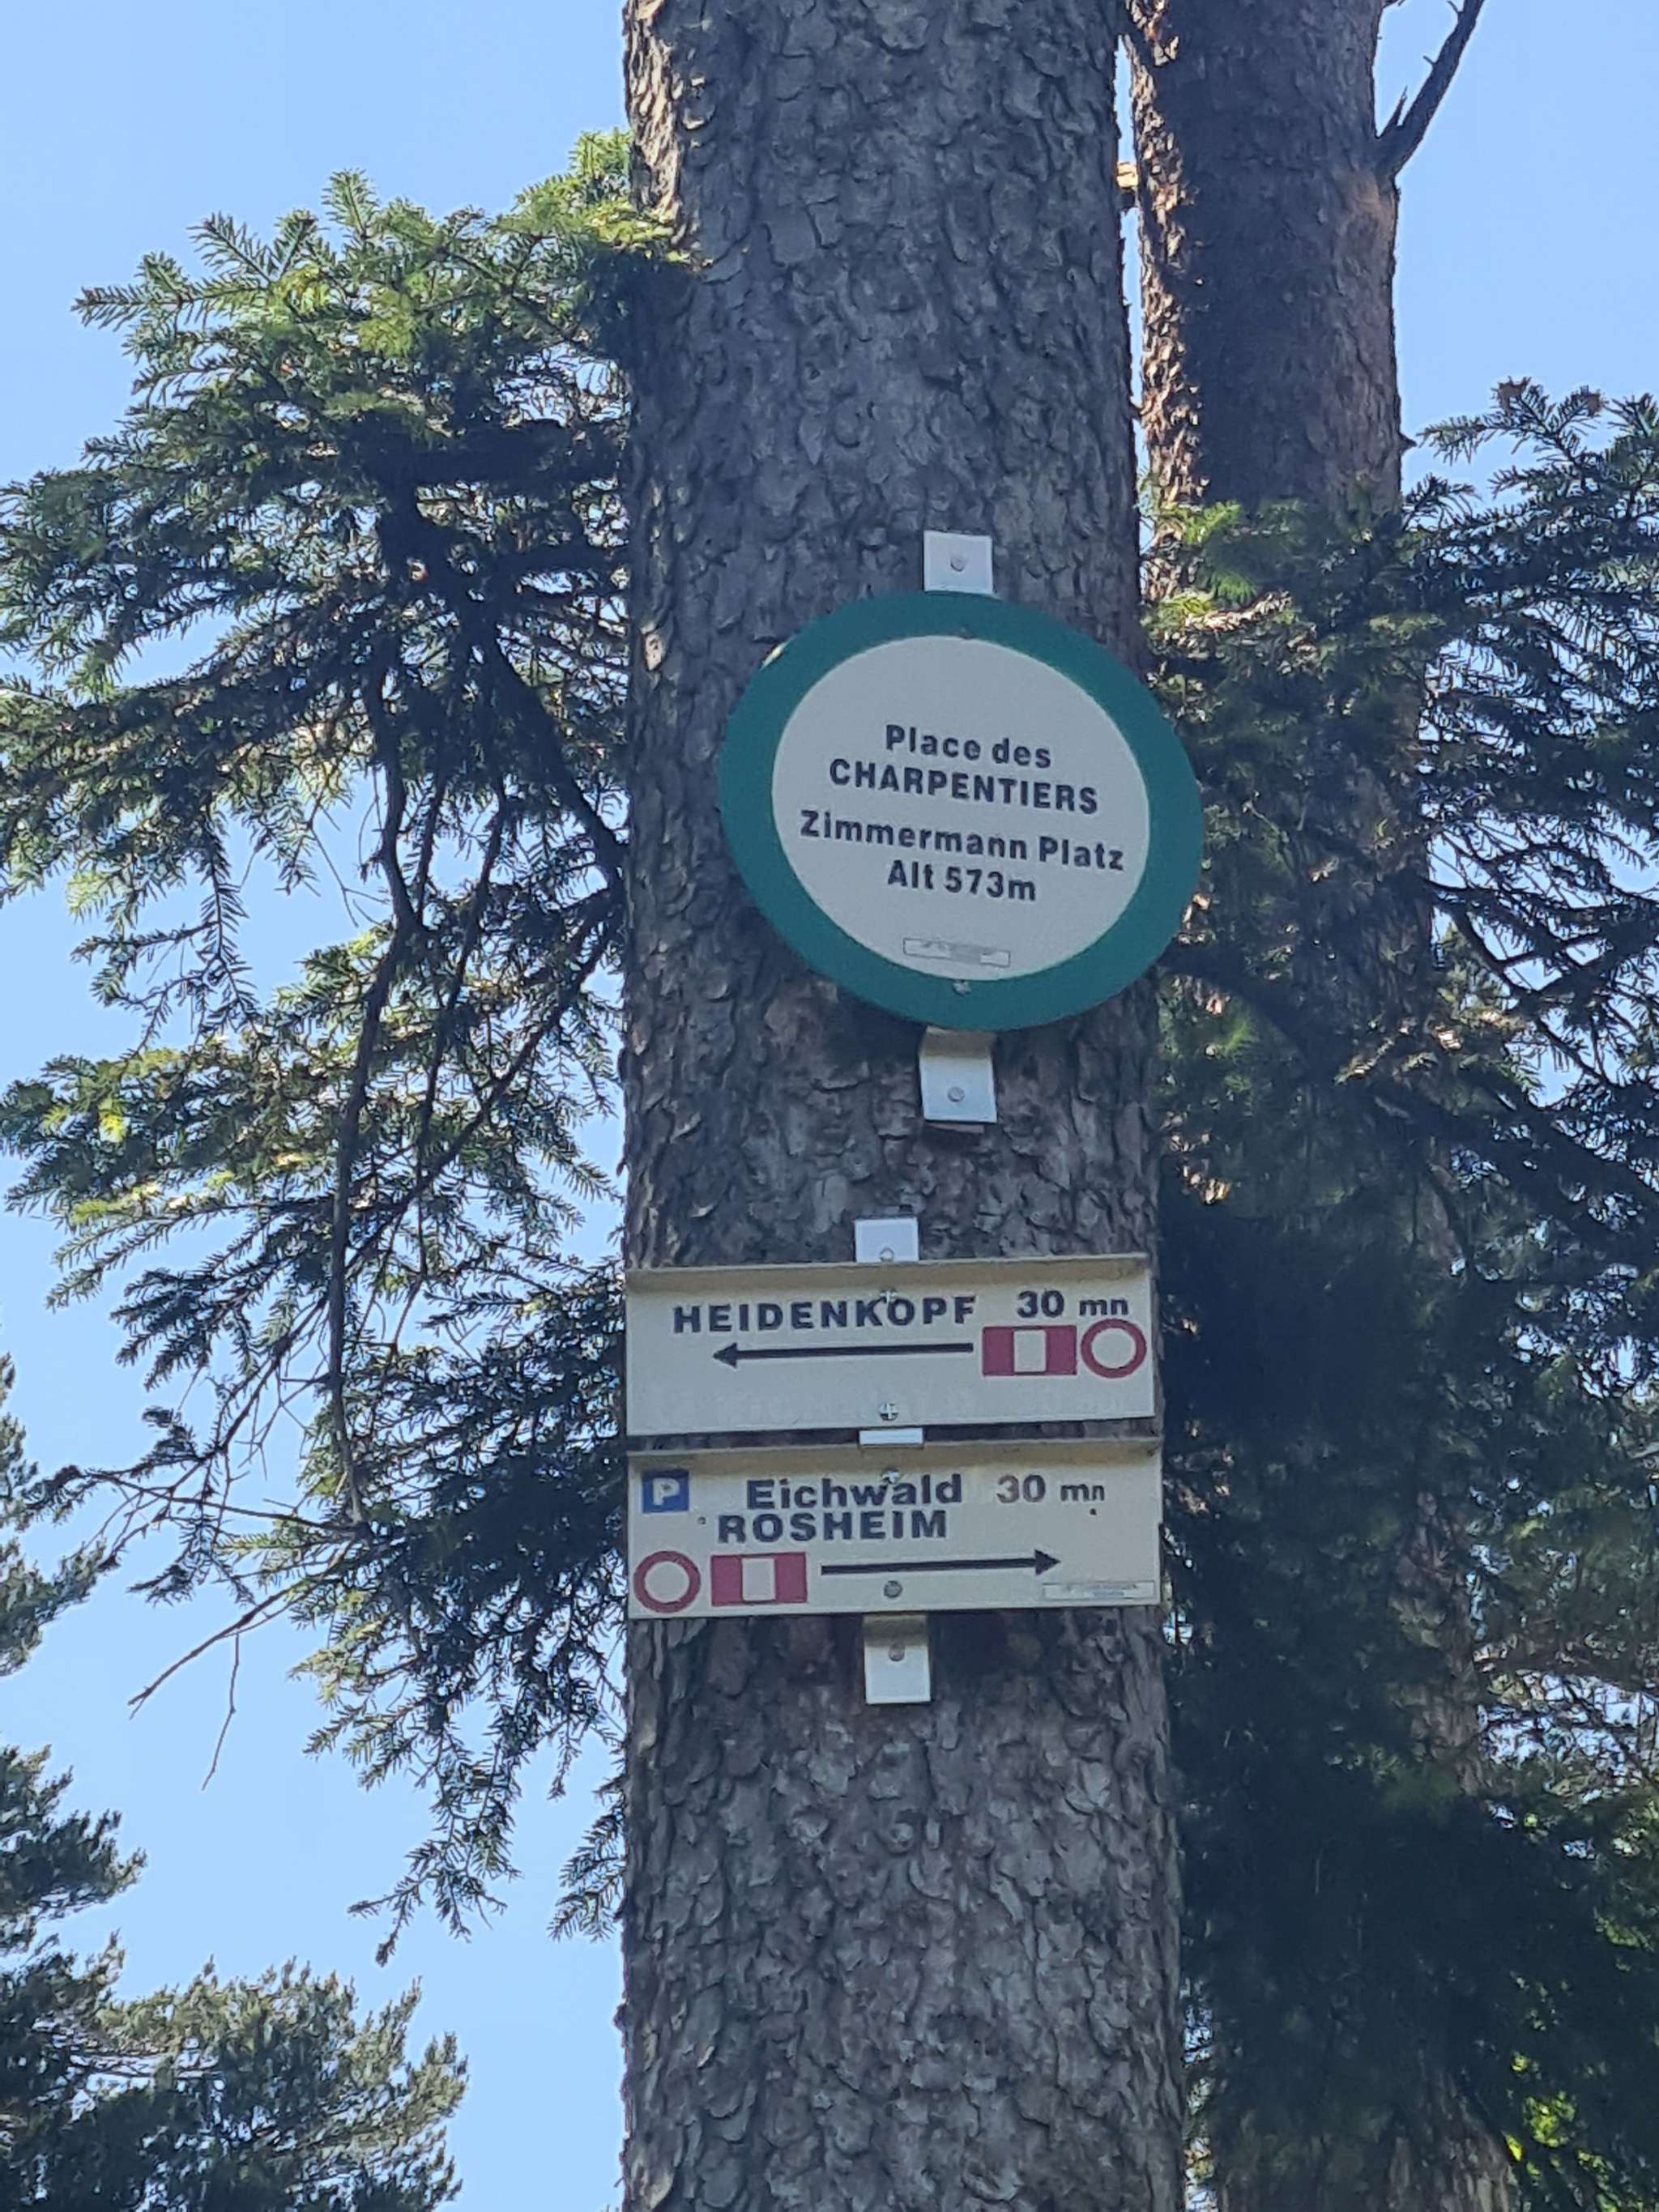 Place des
CHARPENTIERS
Zimmermann Platz
Alt 573m
HEIDENKOPF 30 mn
P Eichwald 30 mn
ROSHEIM